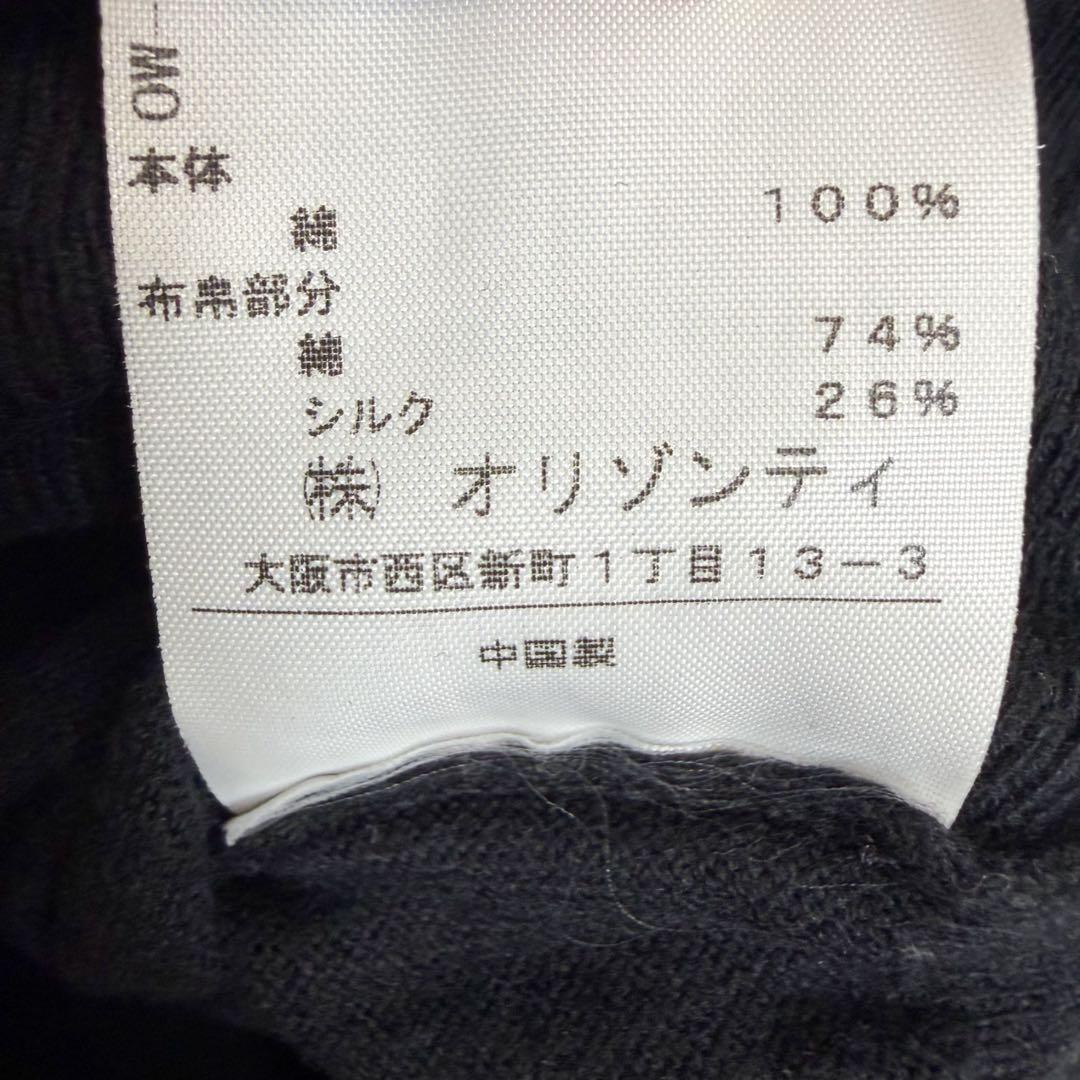 -MO
本体
綿 100%
布帛部分
綿 74%
シルク 26%
㈱ オリゾンティ
大阪市西区新町1丁目13-3
中国製